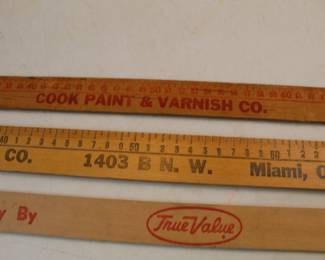 COOK PAINT & VARNISH CO.
CO. 1403 B N. W. Miami, O
y By True Value